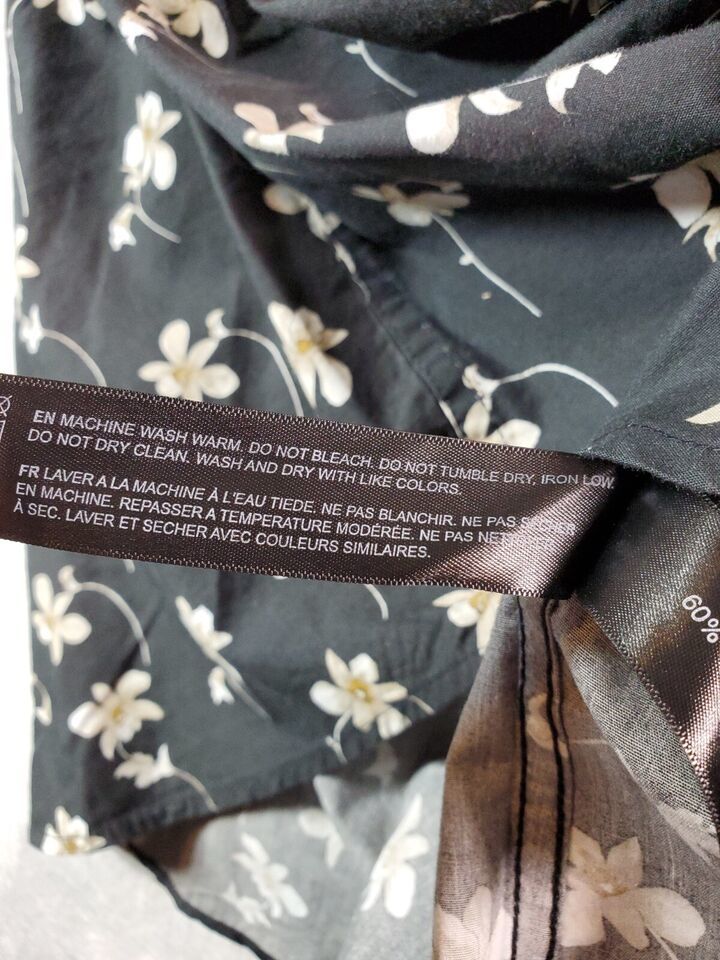 EN MACHINE WASH WARM. DO NOT BLEACH. DO NOT TUMBLE DRY, IRON LOW
DO NOT DRY CLEAN. WASH AND DRY WITH LIKE COLORS.
FR LAVER A LA MACHINE À L'EAU TIEDE. NE PAS BLANCHIR. NE PAS SECHER
EN MACHINE. REPASSER A TEMPERATURE MODÉRÉE. NE PAS
À SEC. LAVER ET SECHER AVEC COULEURS SIMILAIRES.
60%